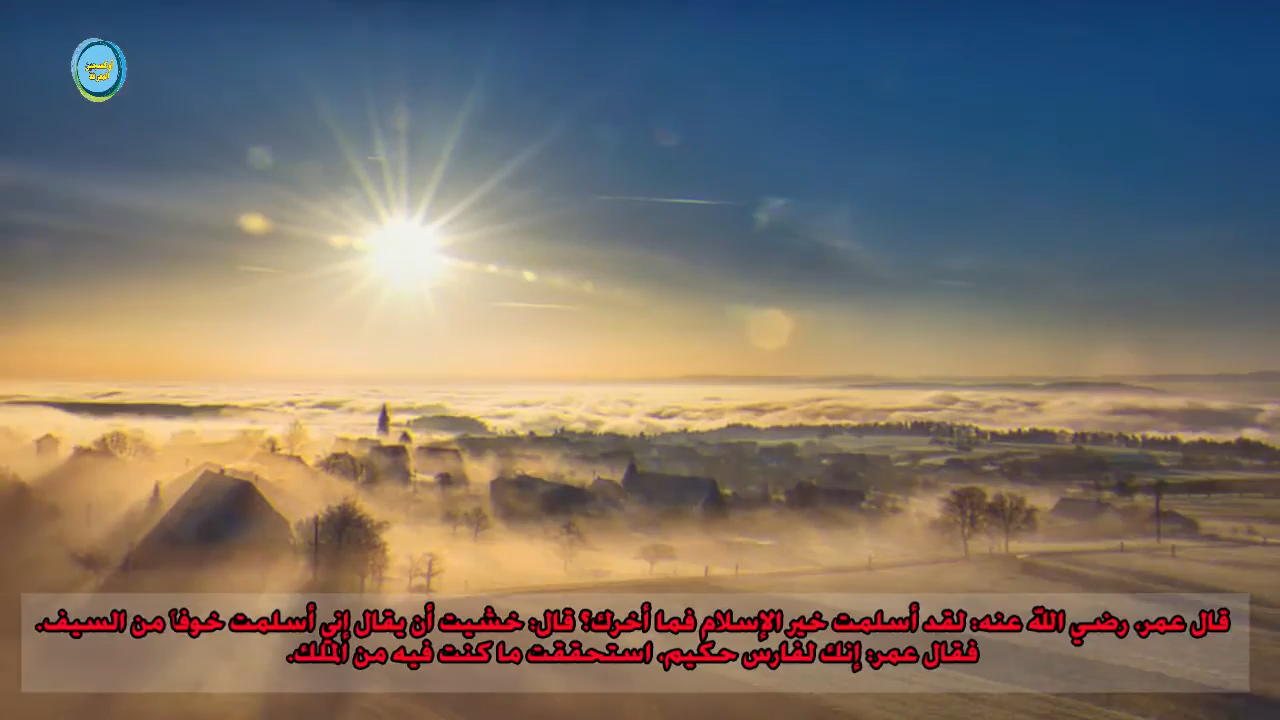 قال عمر، رضي اللّه عنه: لقد أسلمت خير الإسلام فما أخرك؟ قال: خشيت أن يقال إني أسلمت خوفاً من السيف.
فقال عمر: إنك لفارس حكيم، استحققت ما كنت فيه من الملك.